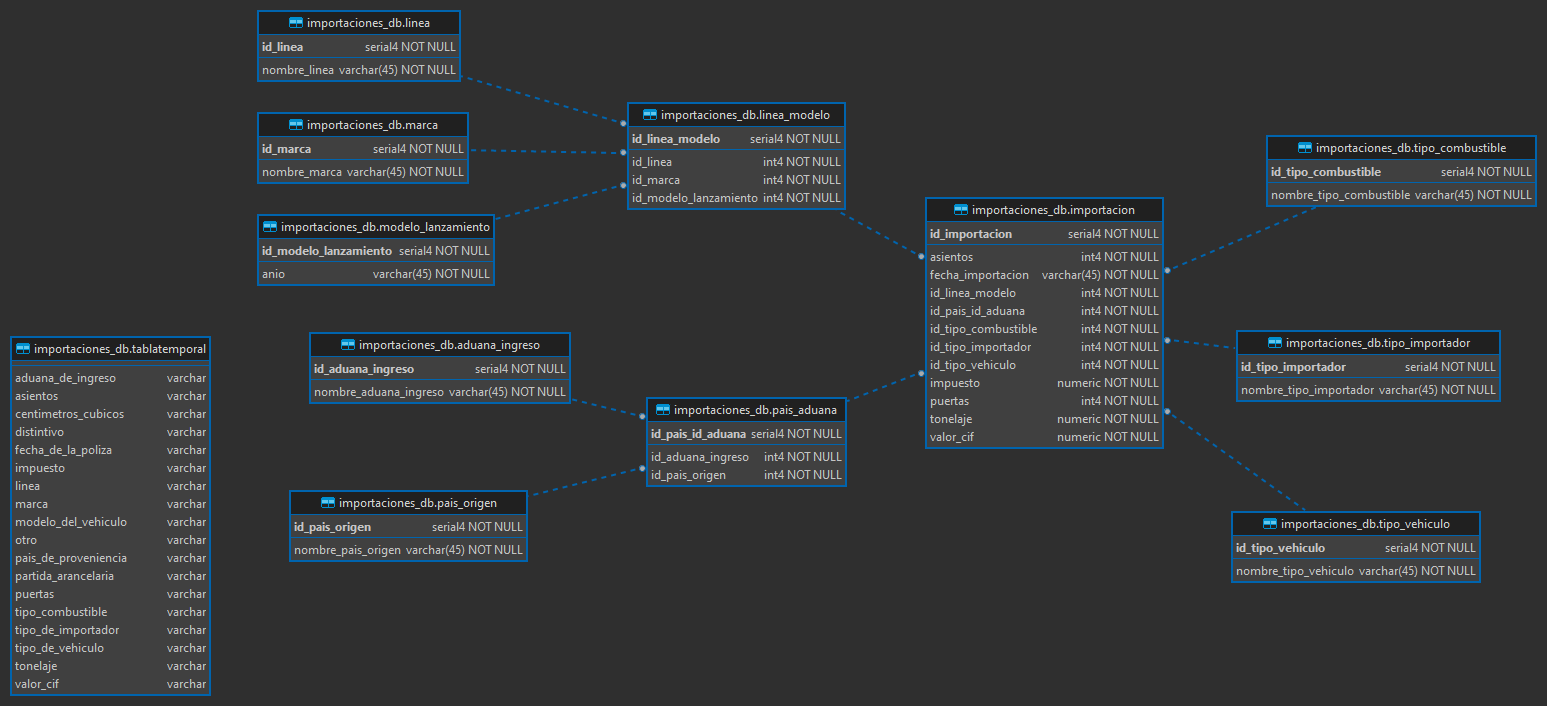 importaciones_db.linea
id_linea serial4 NOT NULL
nombre_linea varchar(45) NOT NULL
importaciones_db.marca
id_marca serial4 NOT NULL
nombre_marca varchar(45) NOT NULL
importaciones_db.modelo_lanzamiento
id_modelo_lanzamiento serial4 NOT NULL
anio varchar(45) NOT NULL
importaciones_db.linea_modelo
id_linea_modelo serial4 NOT NULL
id_linea int4 NOT NULL
id_marca int4 NOT NULL
id_modelo_lanzamiento int4 NOT NULL
importaciones_db.tablatemporal
aduana_de_ingreso varchar
asientos varchar
centimetros_cubicos varchar
distintivo varchar
fecha_de_la_poliza varchar
impuesto varchar
linea varchar
marca varchar
modelo_del_vehiculo varchar
otro varchar
pais_de_proveniencia varchar
partida_arancelaria varchar
puertas varchar
tipo_combustible varchar
tipo_de_importador varchar
tipo_de_vehiculo varchar
tonelaje varchar
valor_cif varchar
importaciones_db.aduana_ingreso
id_aduana_ingreso serial4 NOT NULL
nombre_aduana_ingreso varchar(45) NOT NULL
importaciones_db.pais_origen
id_pais_origen serial4 NOT NULL
nombre_pais_origen varchar(45) NOT NULL
importaciones_db.pais_aduana
id_pais_id_aduana serial4 NOT NULL
id_aduana_ingreso int4 NOT NULL
id_pais_origen int4 NOT NULL
importaciones_db.importacion
id_importacion serial4 NOT NULL
asientos int4 NOT NULL
fecha_importacion varchar(45) NOT NULL
id_linea_modelo int4 NOT NULL
id_pais_id_aduana int4 NOT NULL
id_tipo_combustible int4 NOT NULL
id_tipo_importador int4 NOT NULL
id_tipo_vehiculo int4 NOT NULL
impuesto numeric NOT NULL
puertas int4 NOT NULL
tonelaje numeric NOT NULL
valor_cif numeric NOT NULL
importaciones_db.tipo_combustible
id_tipo_combustible serial4 NOT NULL
nombre_tipo_combustible varchar(45) NOT NULL
importaciones_db.tipo_importador
id_tipo_importador serial4 NOT NULL
nombre_tipo_importador varchar(45) NOT NULL
importaciones_db.tipo_vehiculo
id_tipo_vehiculo serial4 NOT NULL
nombre_tipo_vehiculo varchar(45) NOT NULL